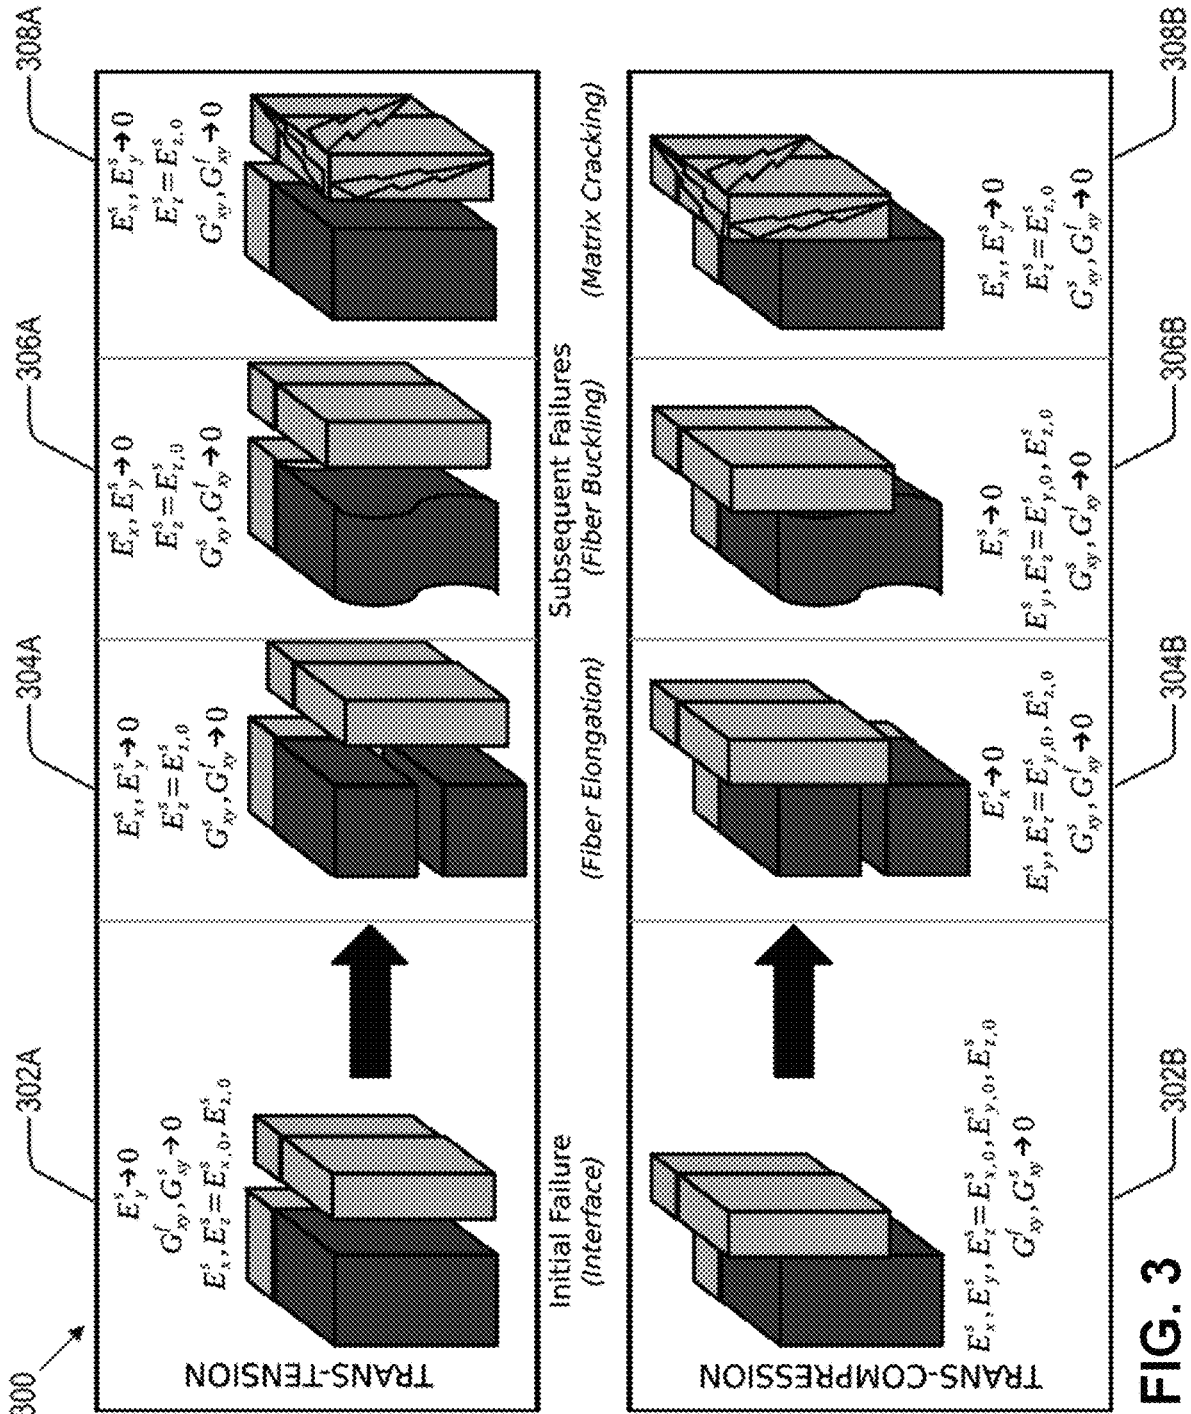 300
302A
304A
306A
308A
TRANS-TENSION
E^s_y→0
G^f_xy, G^s_xy→0
E^s_x, E^s_z=E^s_x,0, E^s_z,0
E^s_x, E^s_y→0
E^s_z=E^s_z,0
G^s_xy, G^f_xy→0
E^s_x, E^s_y→0
E^s_z=E^s_z,0
G^s_xy, G^f_xy→0
E^s_x, E^s_y→0
E^s_z=E^s_z,0
G^s_xy, G^f_xy→0
Initial Failure
(Interface)
Subsequent Failures
(Fiber Elongation)
(Fiber Buckling)
(Matrix Cracking)
TRANS-COMPRESSION
E^s_x, E^s_y, E^s_z=E^s_x,0, E^s_y,0, E^s_z,0
G^f_xy, G^s_xy→0
E^s_x→0
E^s_y, E^s_z=E^s_y,0, E^s_z,0
G^s_xy, G^f_xy→0
E^s_x→0
E^s_y, E^s_z=E^s_y,0, E^s_z,0
G^s_xy, G^f_xy→0
E^s_x, E^s_y→0
E^s_z=E^s_z,0
G^s_xy, G^f_xy→0
302B
304B
306B
308B
FIG. 3